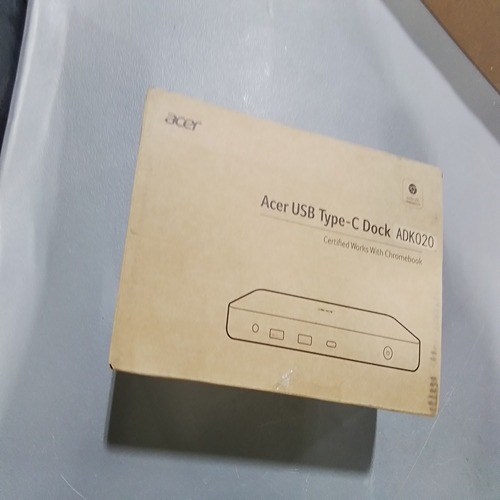 acer
Acer USB Type-C Dock ADK020
Certified Works With Chromebook